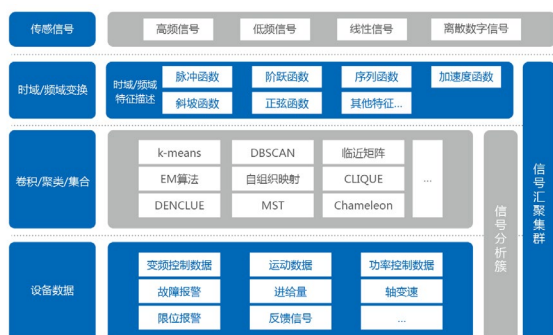 传感信号
高频信号
低频信号
线性信号
离散数字信号
时域/频域变换
时域/频域
特征描述
脉冲函数
阶跃函数
序列函数
加速度函数
斜坡函数
正弦函数
其他特征...
卷积/聚类/集合
k-means
DBSCAN
临近矩阵
EM算法
自组织映射
CLIQUE
DENCLUE
MST
Chameleon
...
设备数据
变频控制数据
运动数据
功率控制数据
故障报警
进给量
轴变速
限位报警
反馈信号
...
信号分析簇
信号汇聚集群